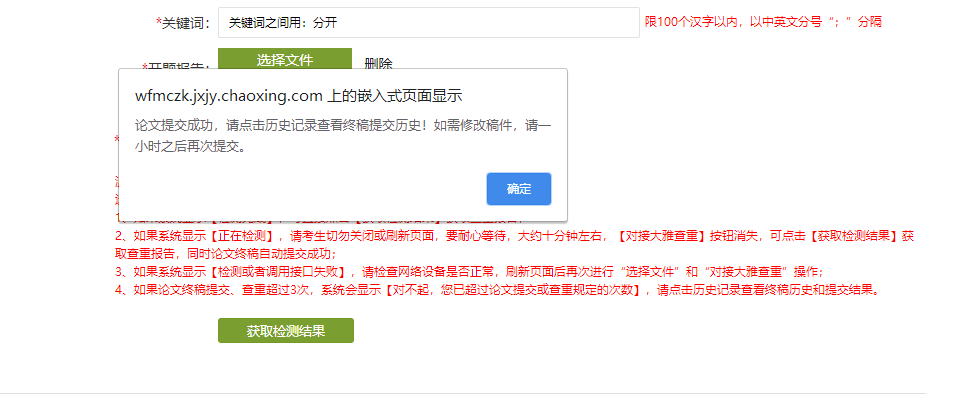 *关键词：
关键词之间用；分开
限100个汉字以内，以中英文分号“；”分隔
选择文件
删除
*开题报告：
wfmczk.jxjy.chaoxing.com 上的嵌入式页面显示
论文提交成功，请点击历史记录查看终稿提交历史！如需修改稿件，请一
小时之后再次提交。
确定
2、如果系统显示【正在检测】，请考生切勿关闭或刷新页面，要耐心等待，大约十分钟左右，【对接大雅查重】按钮消失，可点击【获取检测结果】获
取查重报告，同时论文终稿自动提交成功；
3、如果系统显示【检测或者调用接口失败】，请检查网络设备是否正常，刷新页面后再次进行“选择文件”和“对接大雅查重”操作；
4、如果论文终稿提交、查重超过3次，系统会显示【对不起，您已超过论文提交或查重规定的次数】，请点击历史记录查看终稿历史和提交结果。
获取检测结果